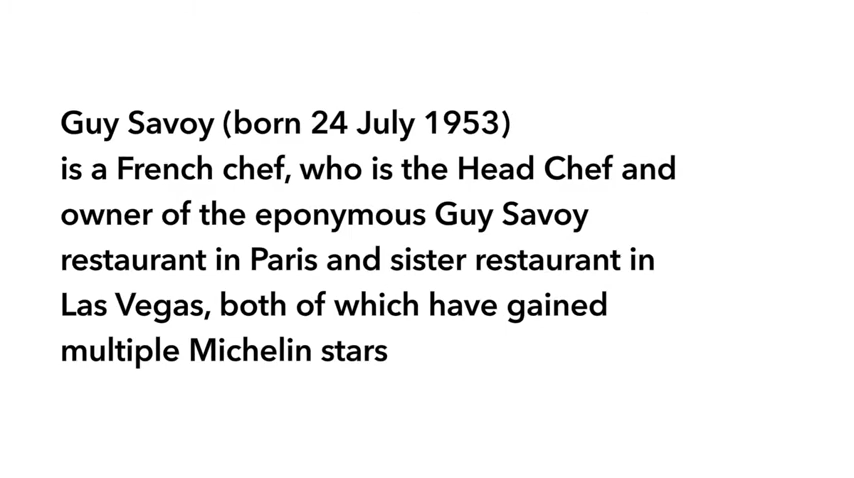 Guy Savoy (born 24 July 1953)
is a French chef, who is the Head Chef and
owner of the eponymous Guy Savoy
restaurant in Paris and sister restaurant in
Las Vegas, both of which have gained
multiple Michelin stars